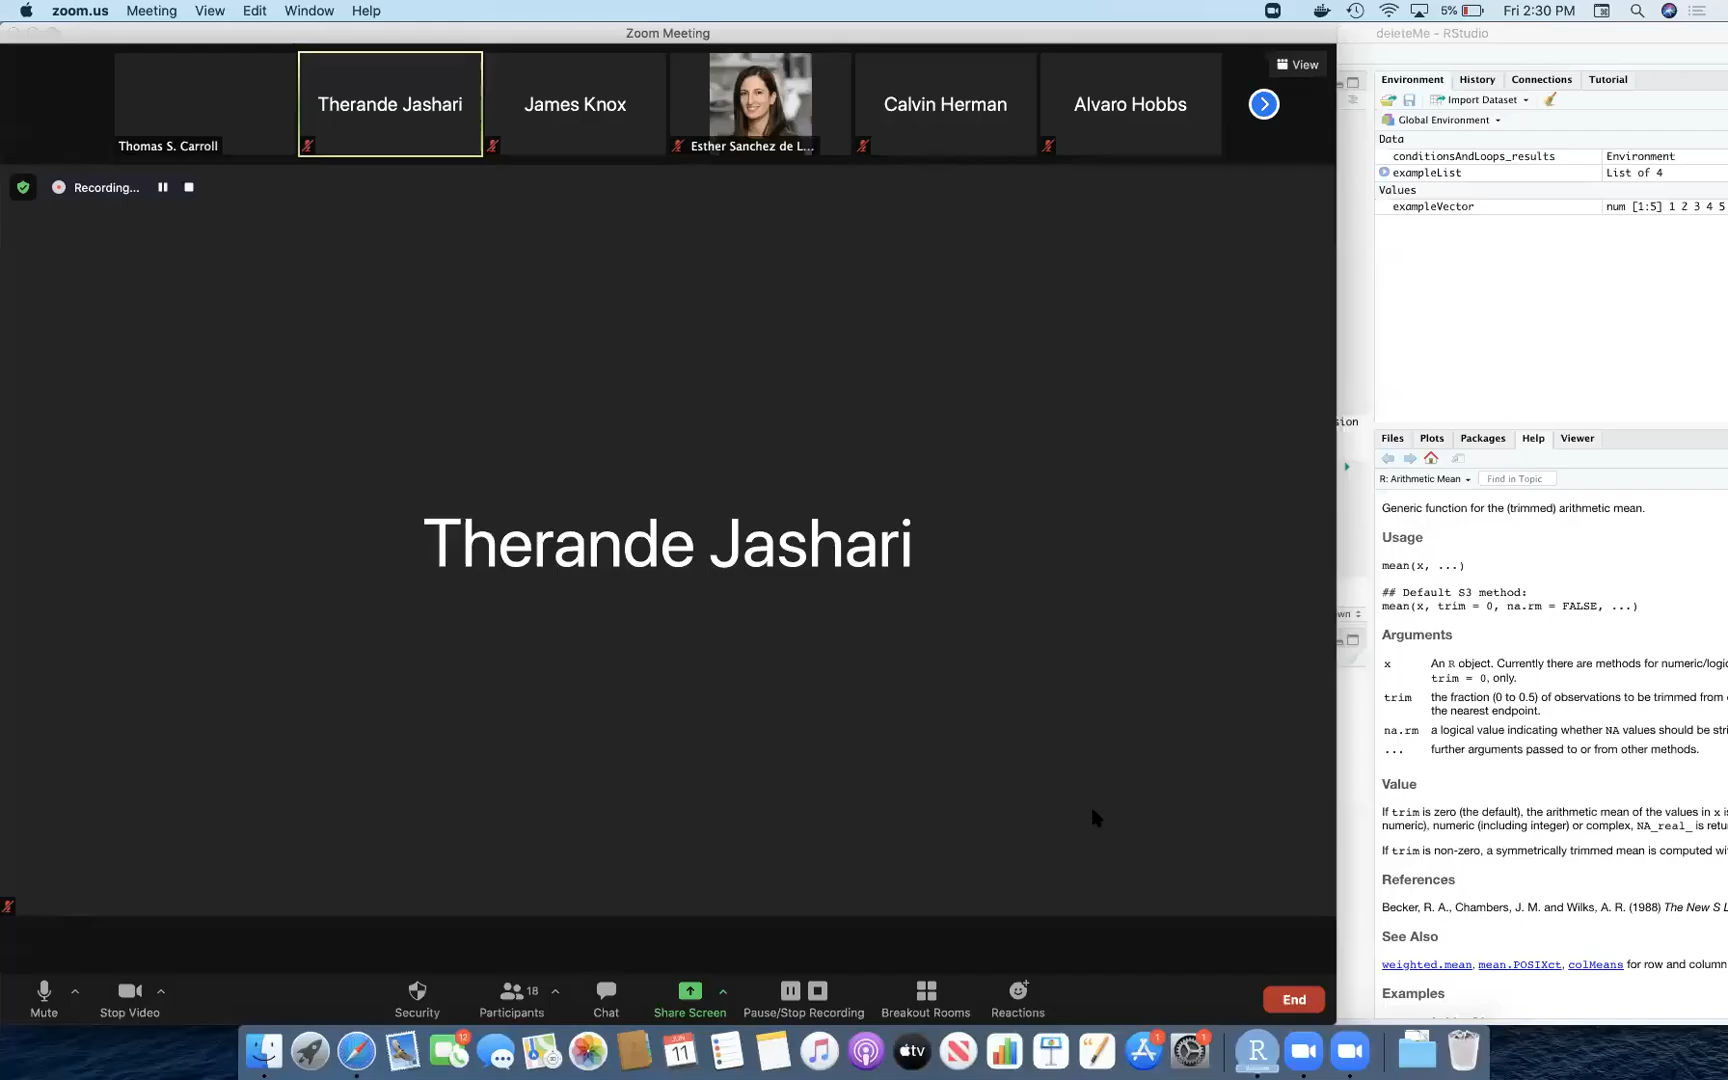 zoom.us Meeting View Edit Window Help
5% Fri 2:30 PM
Zoom Meeting
deleteMe - RStudio
Thomas S. Carroll
Therande Jashari
James Knox
Esther Sanchez de L...
Calvin Herman
Alvaro Hobbs
View
Recording...
Therande Jashari
Mute
Stop Video
Security
Participants 18
Chat
Share Screen
Pause/Stop Recording
Breakout Rooms
Reactions
End
Environment History Connections Tutorial
Import Dataset
Global Environment
Data
conditionsAndLoops_results Environment
exampleList List of 4
Values
exampleVector num [1:5] 1 2 3 4 5
Files Plots Packages Help Viewer
R: Arithmetic Mean Find in Topic
Generic function for the (trimmed) arithmetic mean.
Usage
mean(x, ...)
## Default S3 method:
mean(x, trim = 0, na.rm = FALSE, ...)
Arguments
x An R object. Currently there are methods for numeric/logic
trim = 0, only.
trim the fraction (0 to 0.5) of observations to be trimmed from
the nearest endpoint.
na.rm a logical value indicating whether NA values should be stri
... further arguments passed to or from other methods.
Value
If trim is zero (the default), the arithmetic mean of the values in x is
numeric), numeric (including integer) or complex, NA_real_ is retu
If trim is non-zero, a symmetrically trimmed mean is computed wi
References
Becker, R. A., Chambers, J. M. and Wilks, A. R. (1988) The New S L
See Also
weighted.mean, mean.POSIXct, colMeans for row and column
Examples
12
JUN
11
tv
1
1
R